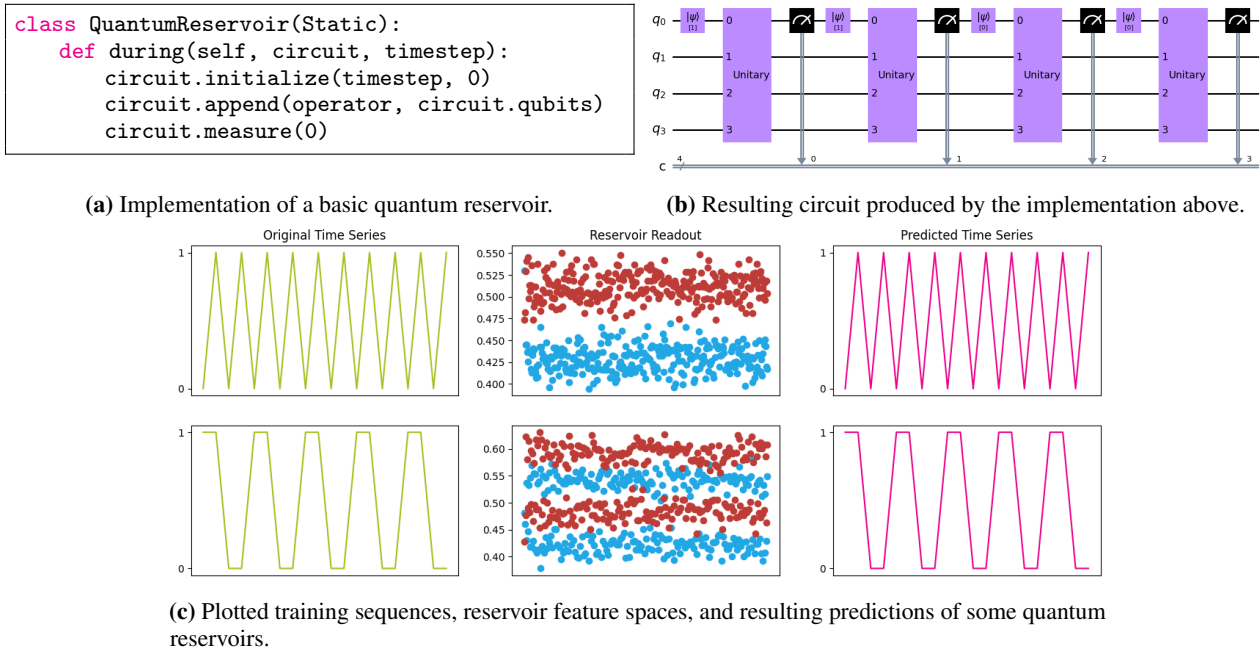 class QuantumReservoir(Static):
def during(self, circuit, timestep):
circuit.initialize(timestep, 0)
circuit.append(operator, circuit.qubits)
circuit.measure(0)
(a) Implementation of a basic quantum reservoir.
q0 |ψ⟩ [1] 0 |ψ⟩ [1] 0 |ψ⟩ [0] 0 |ψ⟩ [0] 0
q1 1 1 1 1
Unitary Unitary Unitary Unitary
q2 2 2 2 2
q3 3 3 3 3
c 4 0 1 2 3
(b) Resulting circuit produced by the implementation above.
Original Time Series
1
0
1
0
Reservoir Readout
0.550
0.525
0.500
0.475
0.450
0.425
0.400
0.60
0.55
0.50
0.45
0.40
Predicted Time Series
1
0
1
0
(c) Plotted training sequences, reservoir feature spaces, and resulting predictions of some quantum
reservoirs.